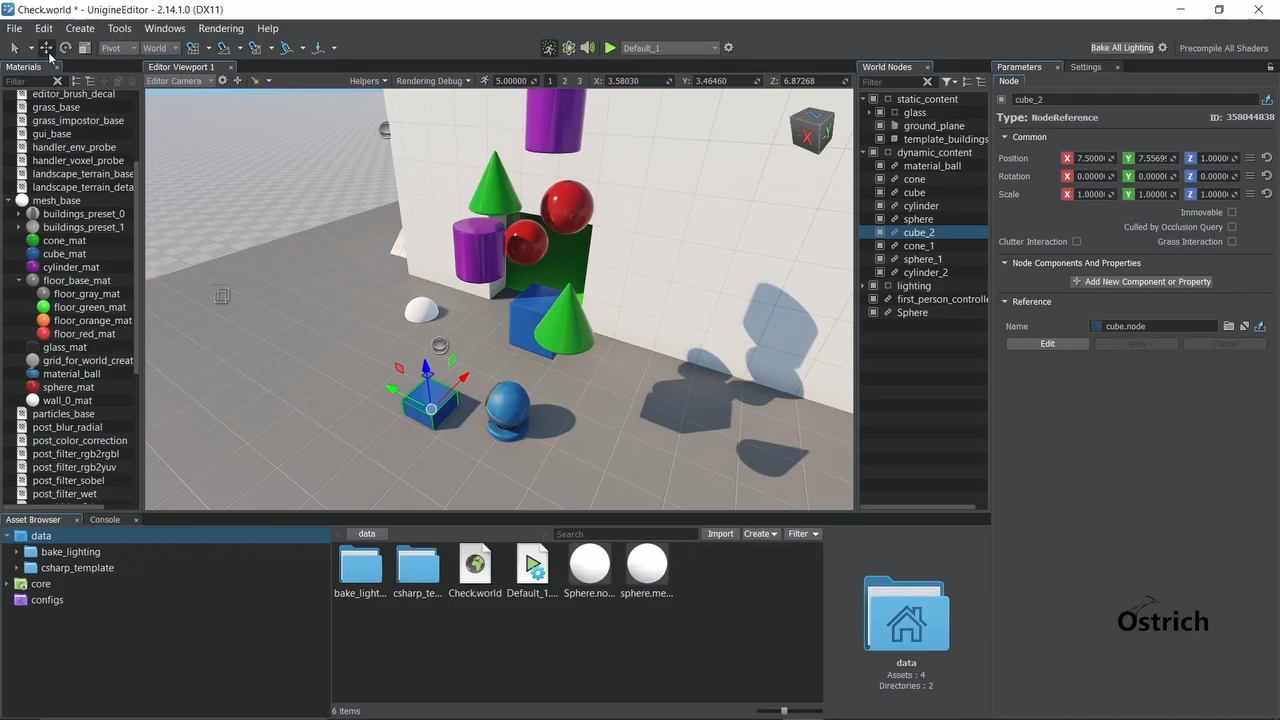 Check.world * - UnigineEditor - 2.14.1.0 (DX11)
File Edit Create Tools Windows Rendering Help
Pivot World Default_1 Bake All Lighting Precompile All Shaders
Materials
Filter
editor_brush_decal
grass_base
grass_impostor_base
gui_base
handler_env_probe
handler_voxel_probe
landscape_terrain_base
landscape_terrain_deta
mesh_base
buildings_preset_0
buildings_preset_1
cone_mat
cube_mat
cylinder_mat
floor_base_mat
floor_gray_mat
floor_green_mat
floor_orange_mat
floor_red_mat
glass_mat
grid_for_world_creat
material_ball
sphere_mat
wall_0_mat
particles_base
post_blur_radial
post_color_correction
post_filter_rgb2rgbl
post_filter_rgb2yuv
post_filter_sobel
post_filter_wet
Editor Viewport 1
Editor Camera Helpers Rendering Debug 5.00000 1 2 3 X: 3.58030 Y: 3.46460 Z: 6.87268
X
Y
World Nodes
Filter
static_content
glass
ground_plane
template_buildings
dynamic_content
material_ball
cone
cube
cylinder
sphere
cube_2
cone_1
sphere_1
cylinder_2
lighting
first_person_controlle
Sphere
Parameters Settings
Node
cube_2
Type: NodeReference ID: 358044838
Common
Position X 7.5000 Y 7.5569 Z 1.0000
Rotation X 0.0000 Y 0.0000 Z 0.0000
Scale X 1.0000 Y 1.0000 Z 1.0000
Immovable
Culled by Occlusion Query
Clutter Interaction Grass Interaction
Node Components And Properties
Add New Component or Property
Reference
Name cube.node
Edit Apply Cancel
Asset Browser Console
data
bake_lighting
csharp_template
core
configs
data Search Import Create Filter
bake_light... csharp_te... Check.world Default_1.... Sphere.no... sphere.me...
6 items
data
Assets : 4
Directories : 2
Ostrich